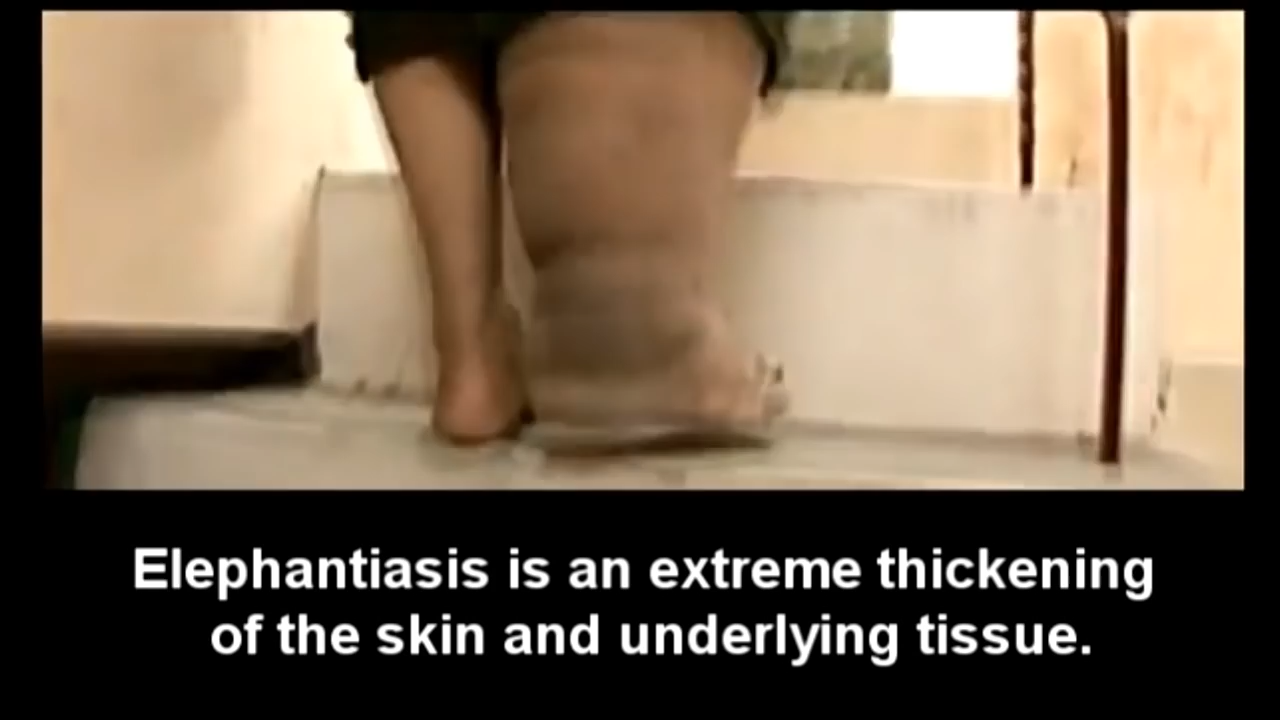 Elephantiasis is an extreme thickening
of the skin and underlying tissue.